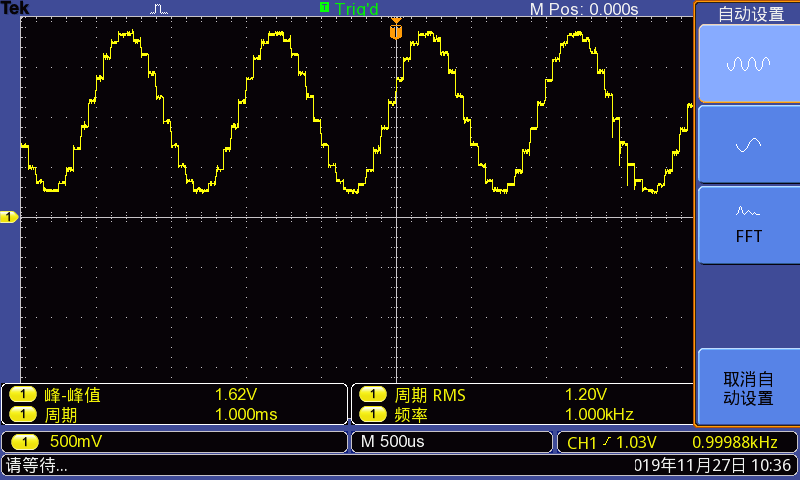 Tek T Trig'd M Pos: 0.000s
自动设置
T
1
FFT
1 峰-峰值 1.62V 1 周期 RMS 1.20V
1 周期 1.000ms 1 频率 1.000kHz
取消自
动设置
1 500mV M 500us CH1 1.03V 0.99988kHz
请等待... 019年11月27日 10:36